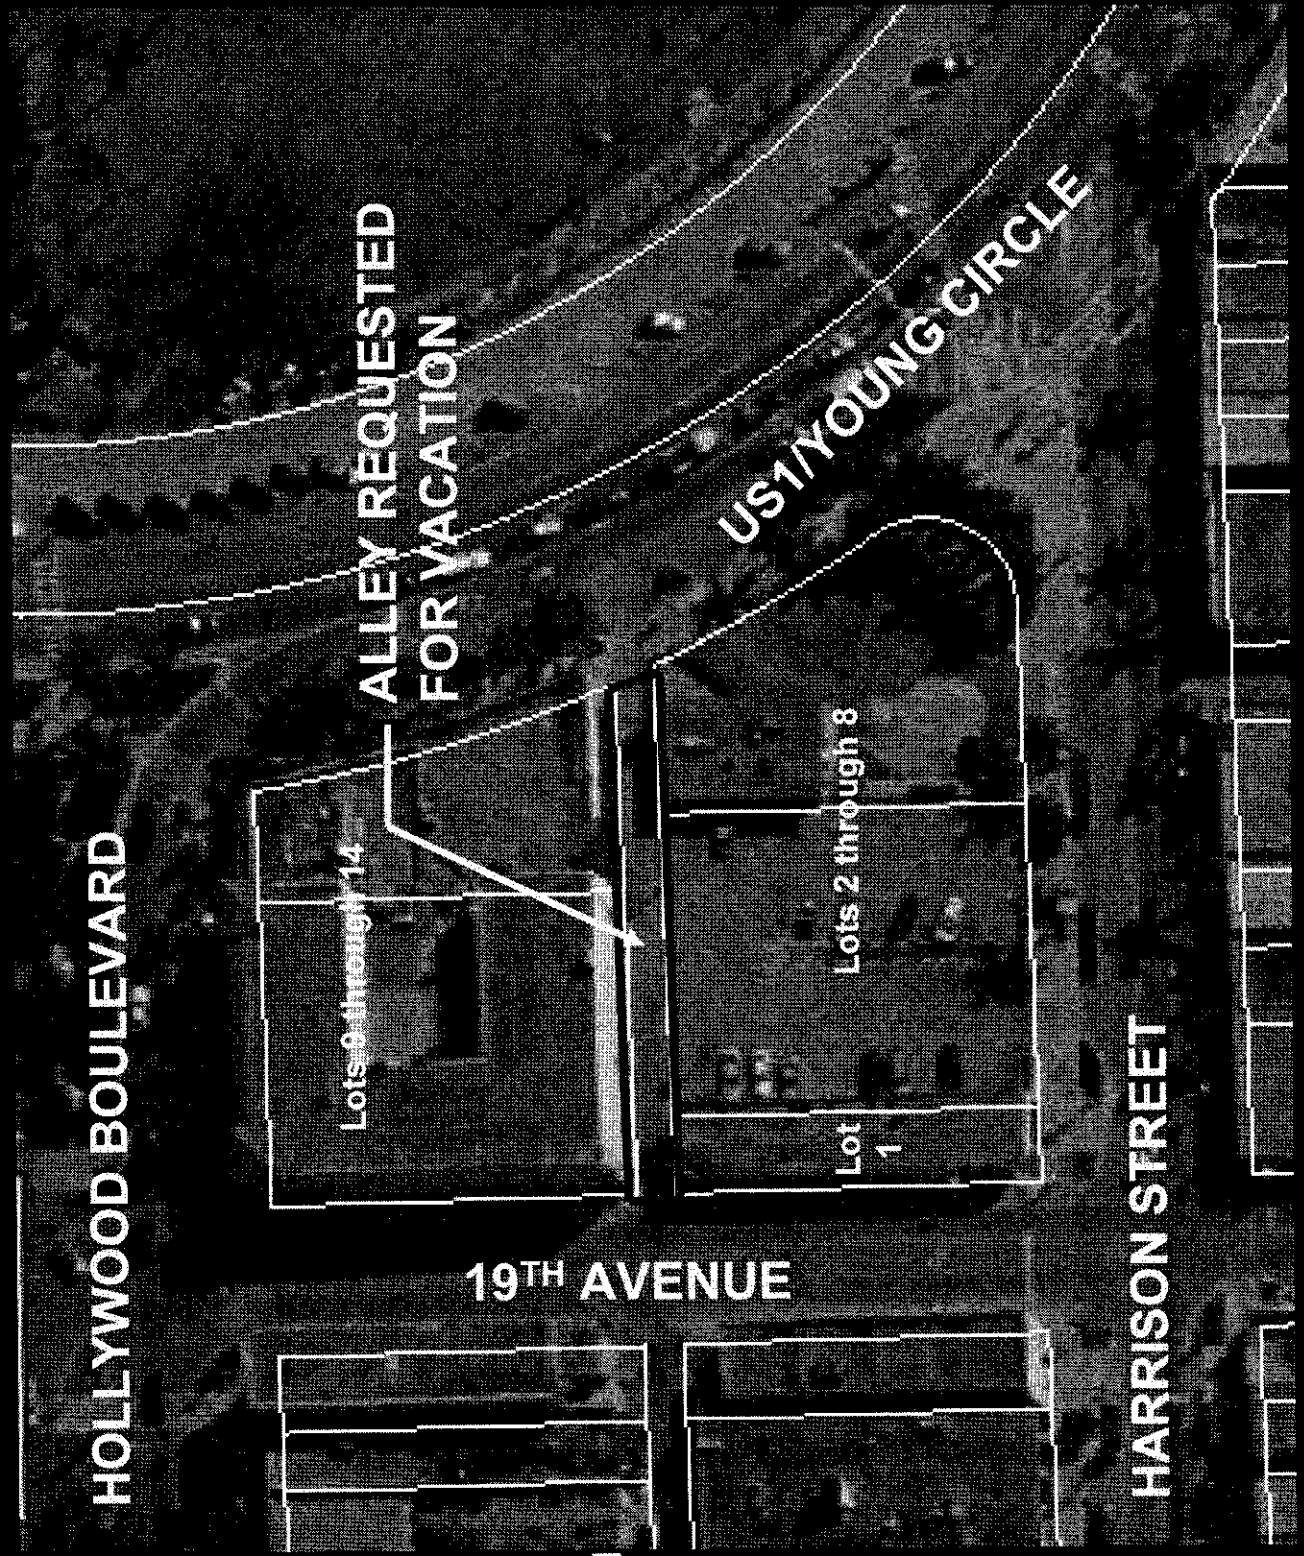 HOLLYWOOD BOULEVARD
ALLEY REQUESTED
FOR VACATION
US1/YOUNG CIRCLE
Lots 9 through 14
Lots 2 through 8
Lot
1
19TH AVENUE
HARRISON STREET